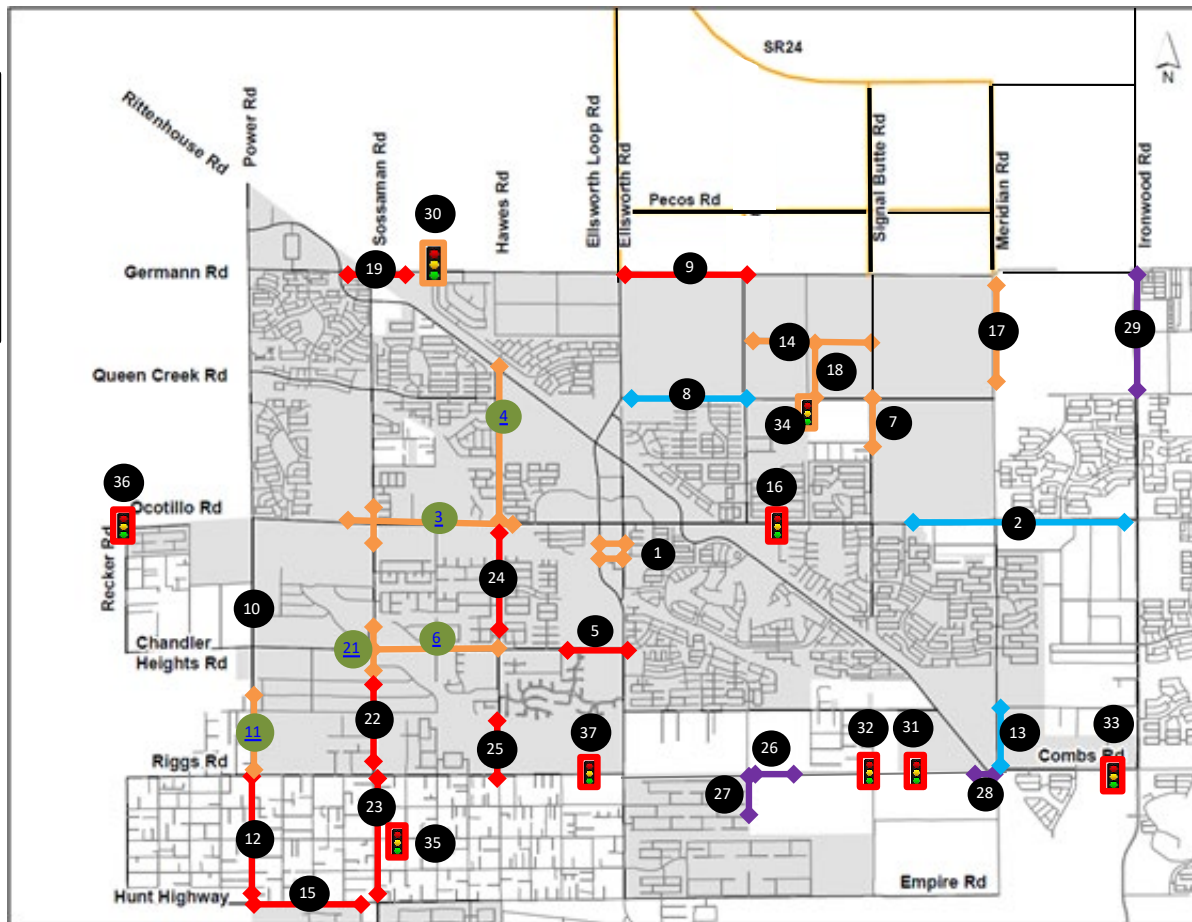 SR24
N
Rittenhouse Rd
Power Rd
Sossaman Rd
Hawes Rd
Ellsworth Loop Rd
Ellsworth Rd
Signal Butte Rd
Meridian Rd
Ironwood Rd
Pecos Rd
30
Germann Rd
19
9
17
29
14
18
Queen Creek Rd
8
4
34
7
36
16
Ocotillo Rd
3
2
Recker Rd
1
24
10
Chandler
Heights Rd
21
6
5
22
11
25
37
26
32
31
13
33
Riggs Rd
Combs Rd
27
28
23
12
35
15
Hunt Highway
Empire Rd